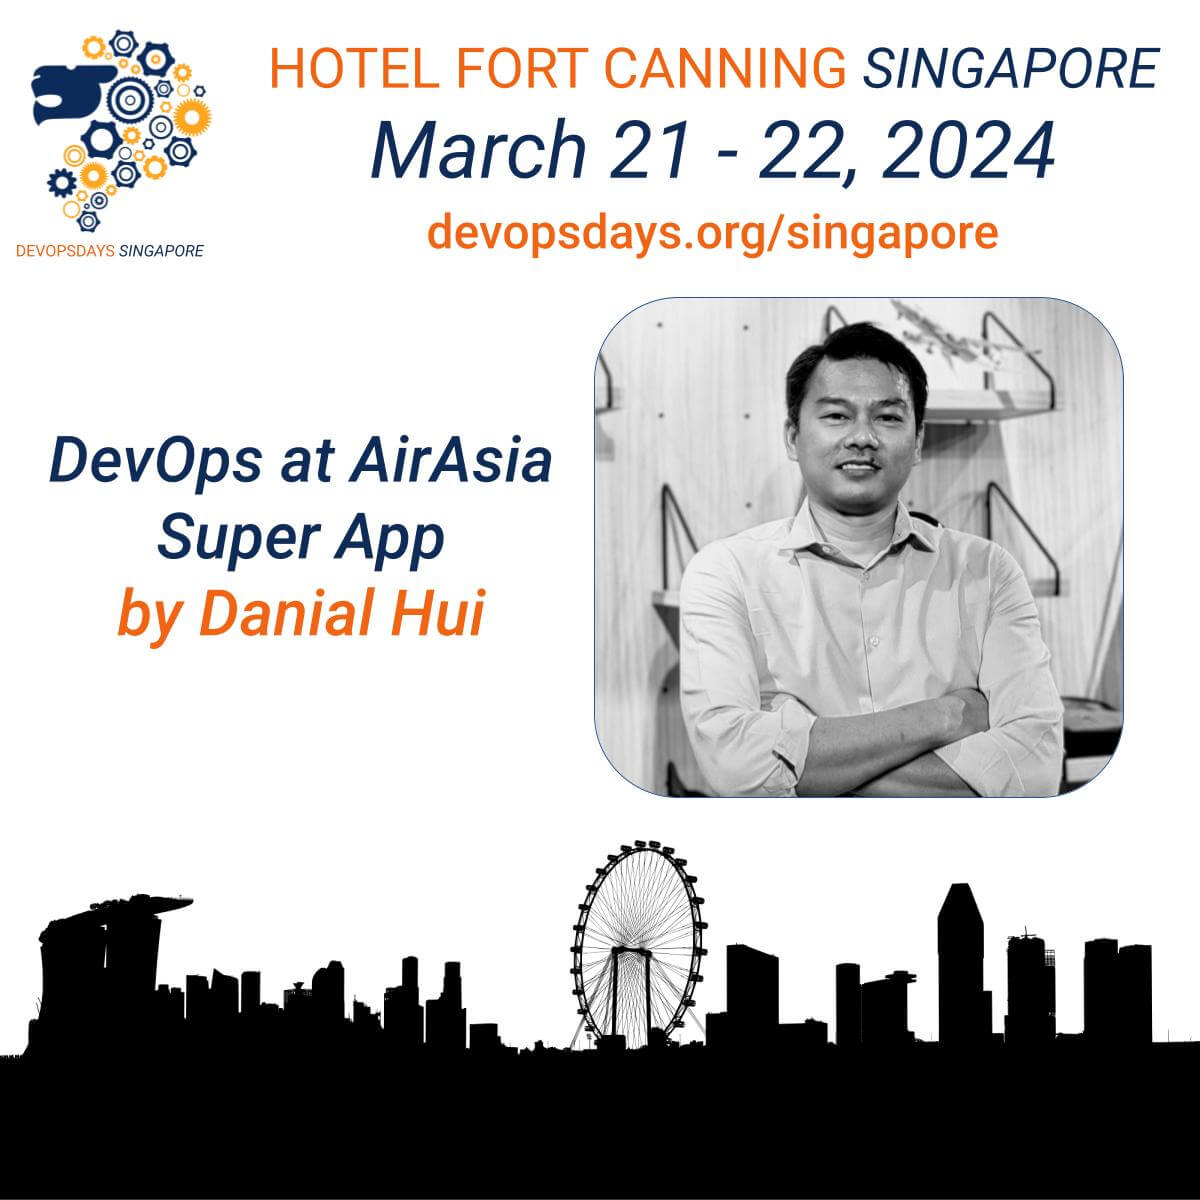 HOTEL FORT CANNING SINGAPORE
March 21 - 22, 2024
devopsdays.org/singapore
DEVOPSDAYS SINGAPORE
DevOps at AirAsia
Super App
by Danial Hui